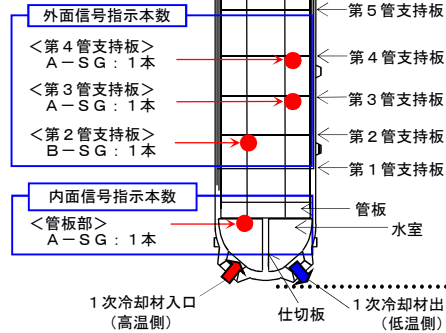 外面信号指示本数
＜第４管支持板＞
Ａ－ＳＧ：１本
＜第３管支持板＞
Ａ－ＳＧ：１本
＜第２管支持板＞
Ｂ－ＳＧ：１本
内面信号指示本数
＜管板部＞
Ａ－ＳＧ：１本
第５管支持板
第４管支持板
第３管支持板
第２管支持板
第１管支持板
管板
水室
１次冷却材入口
（高温側）
仕切板
１次冷却材出
（低温側）